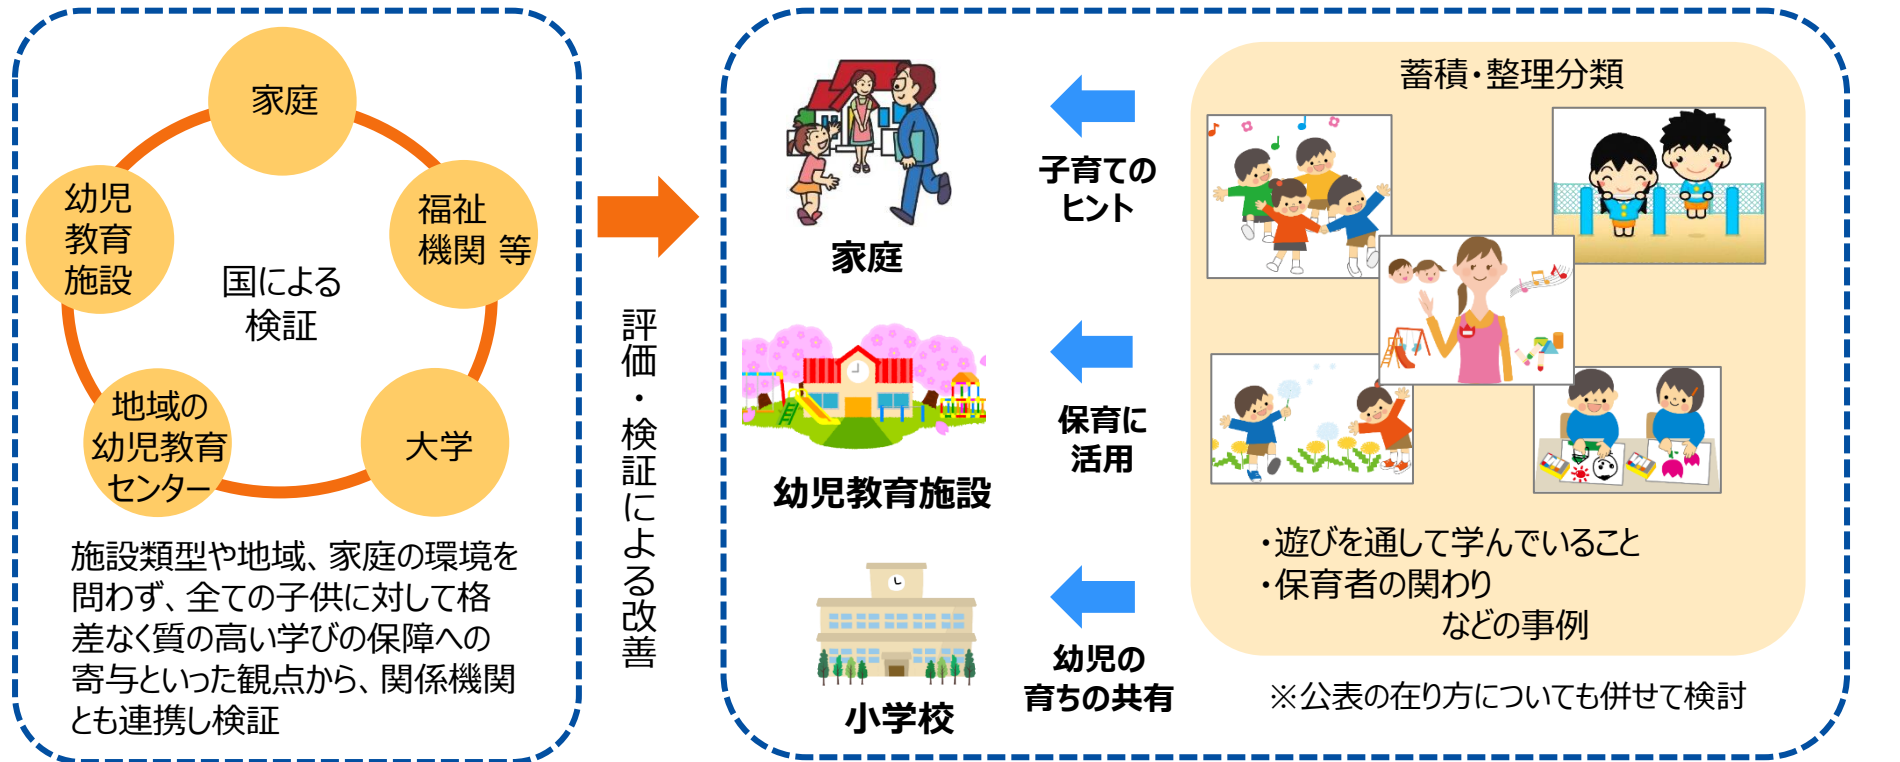 家庭
幼児
教育
施設
福祉
機関 等
国による
検証
地域の
幼児教育
センター
大学
施設類型や地域、家庭の環境を
問わず、全ての子供に対して格
差なく質の高い学びの保障への
寄与といった観点から、関係機関
とも連携し検証
評価・検証による改善
家庭
子育ての
ヒント
幼児教育施設
保育に
活用
小学校
幼児の
育ちの共有
蓄積・整理分類
・遊びを通して学んでいること
・保育者の関わり
などの事例
※公表の在り方についても併せて検討